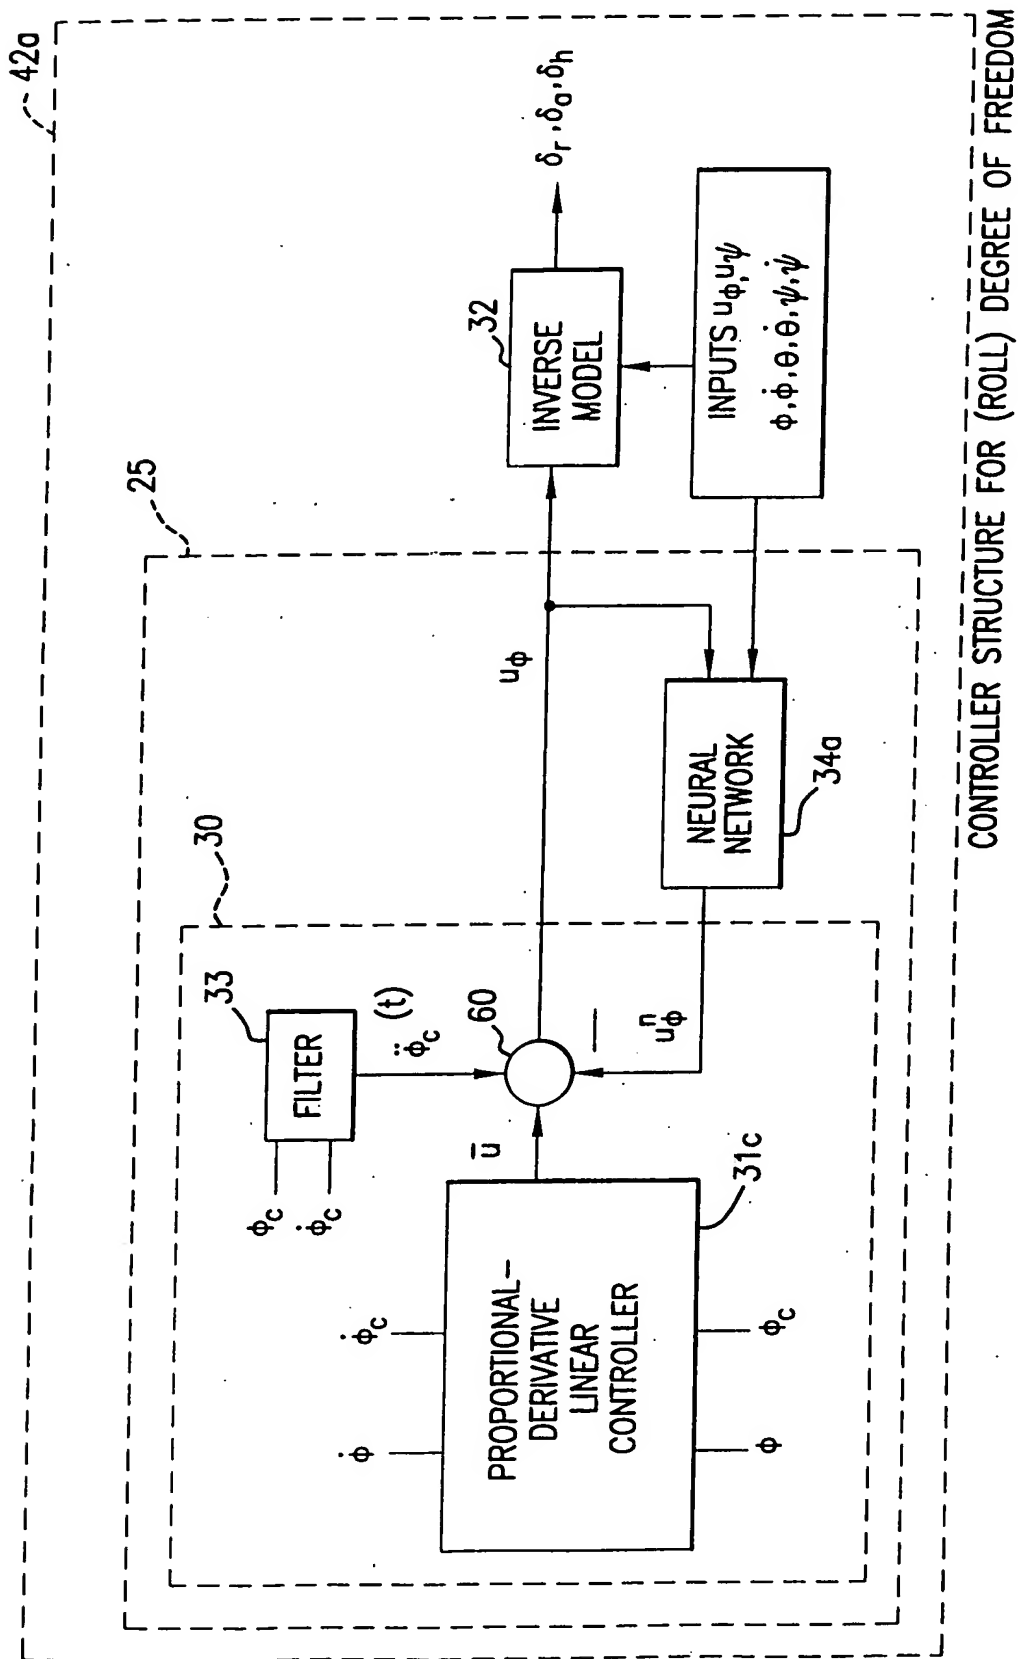 42a
25
30
33
FILTER
ϕc
ϕ̇c
ϕ̈c (t)
60
ū
uϕ
uϕⁿ
—
ϕ̇
ϕ̇c
PROPORTIONAL–
DERIVATIVE
LINEAR
CONTROLLER
31c
ϕ
ϕc
NEURAL
NETWORK
34a
32
INVERSE
MODEL
δr, δa, δh
INPUTS uϕ, uψ
ϕ, ϕ̇, θ, θ̇, ψ, ψ̇
CONTROLLER STRUCTURE FOR (ROLL) DEGREE OF FREEDOM